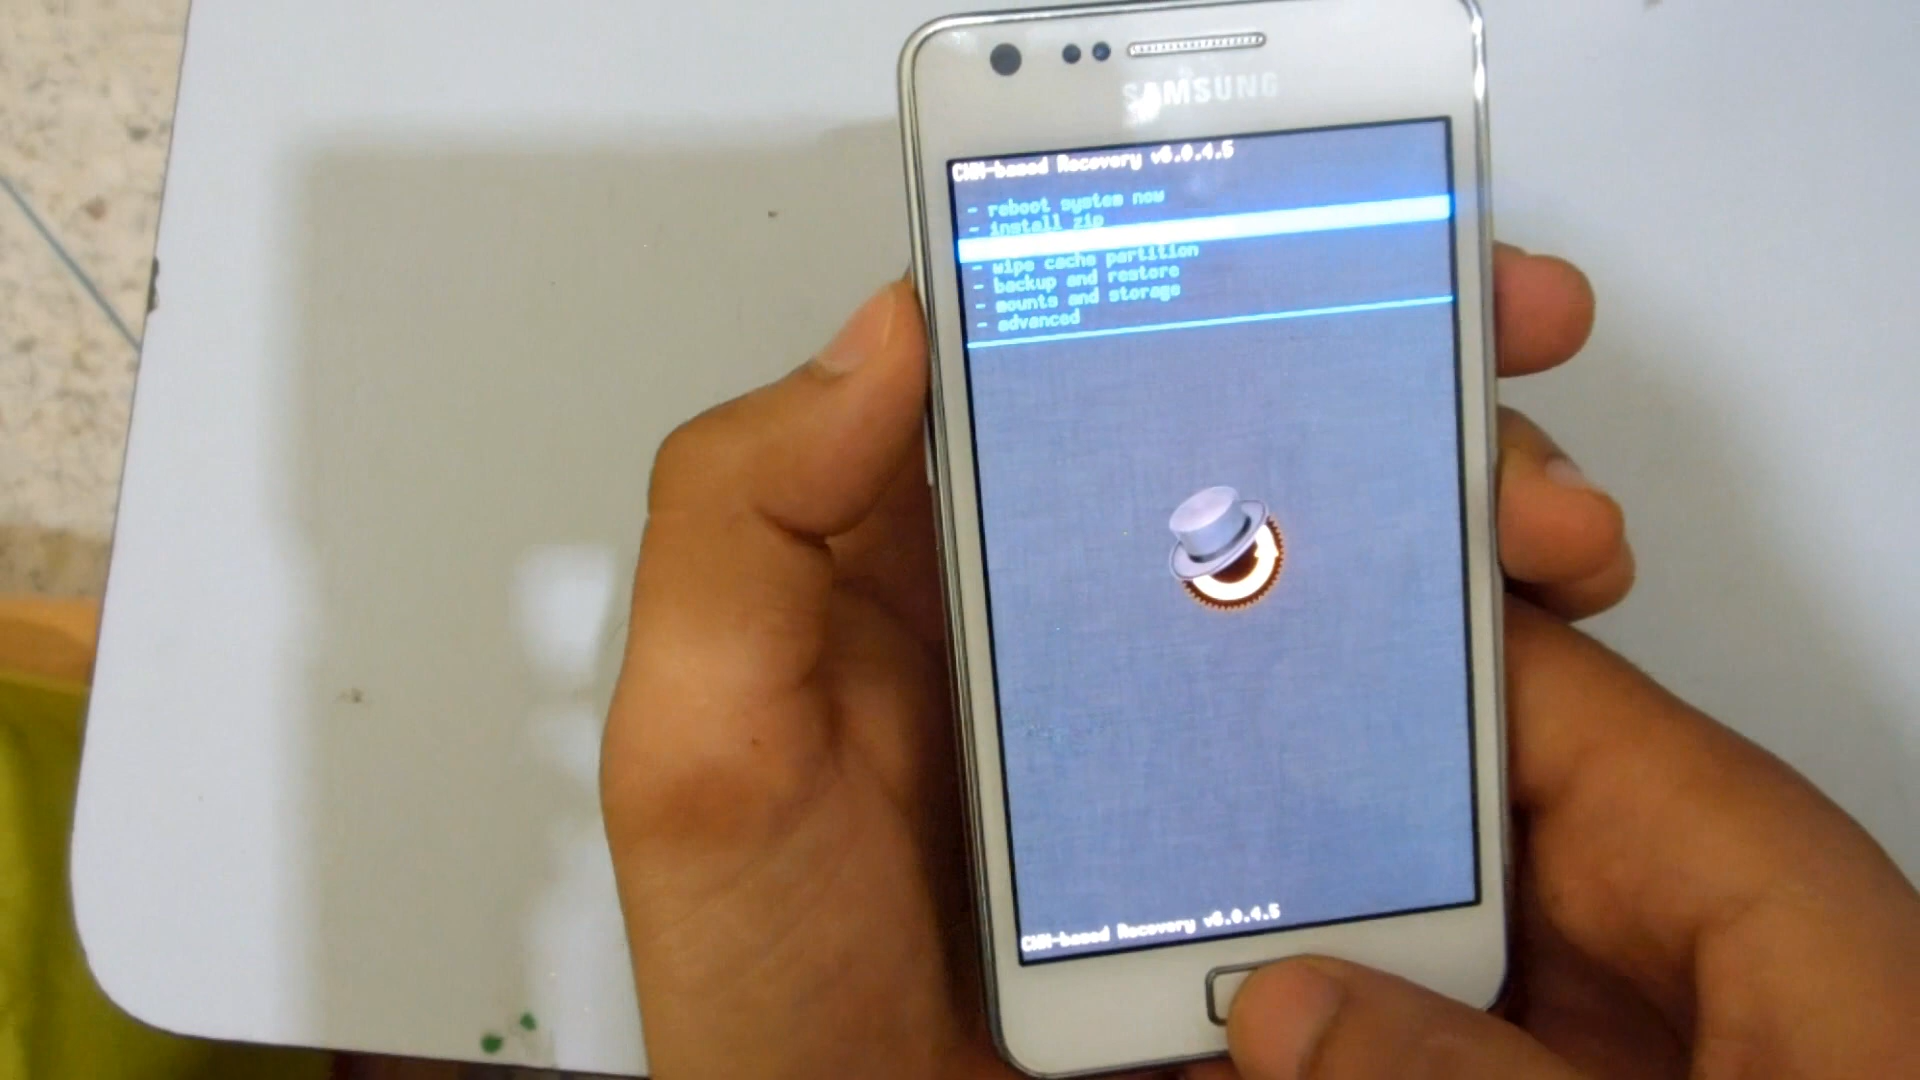 SAMSUNG
CWM-based Recovery v6.0.4.5
- reboot system now
- install zip
- wipe cache partition
- backup and restore
- mounts and storage
- advanced
CWM-based Recovery v6.0.4.5